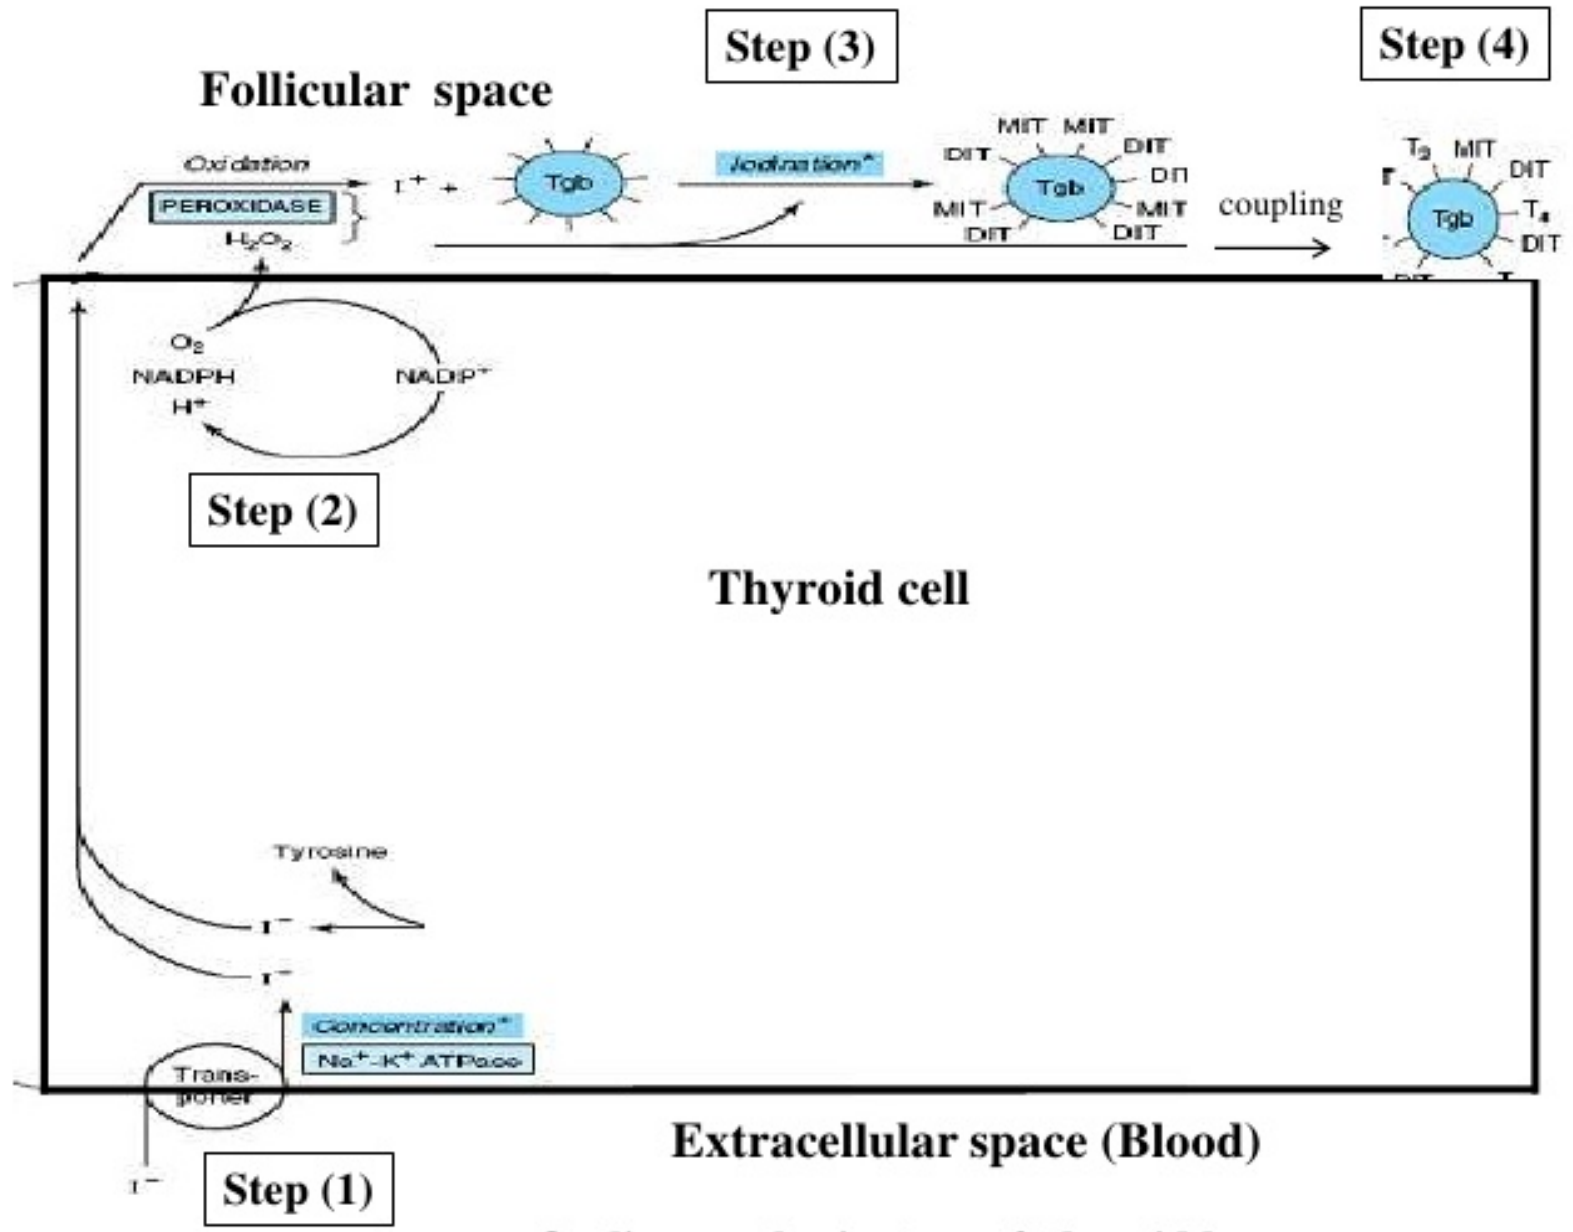 Step (3)
Step (4)
Follicular space
Oxidation
PEROXIDASE
H₂O₂
I⁺ +
Tgb
Iodination*
MIT MIT
DIT DIT
Tgb
MIT MIT
DIT DIT
coupling
T₃ MIT
DIT
Tgb
T₄
DIT
O₂
NADPH NADP⁺
H⁺
Step (2)
Thyroid cell
Tyrosine
I⁻
I⁻
Concentration*
Na⁺-K⁺ ATPase
Trans-
porter
Extracellular space (Blood)
I⁻
Step (1)